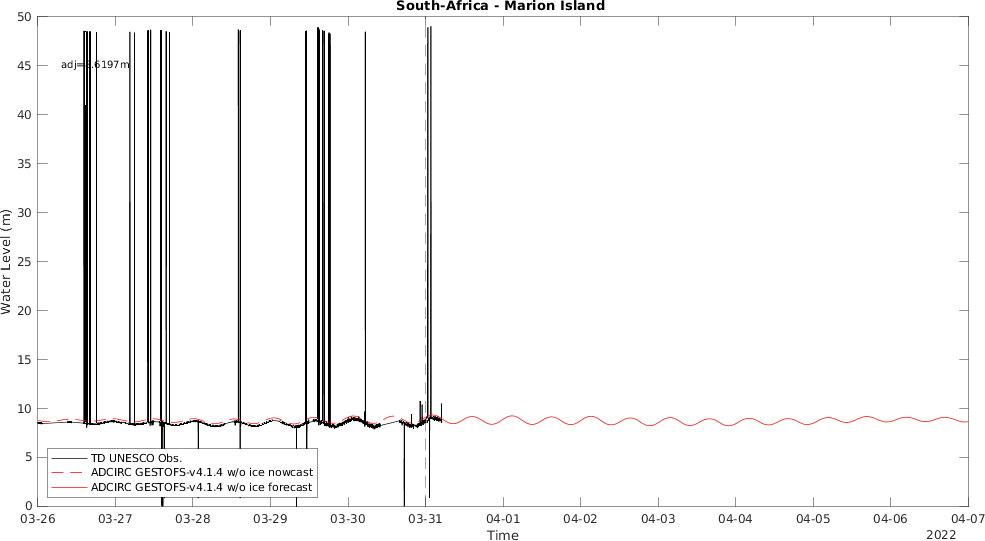 South-Africa - Marion Island
50
45
40
35
30
25
20
15
10
5
0
Water Level (m)
adj=8.6197m
TD UNESCO Obs.
ADCIRC GESTOFS-v4.1.4 w/o ice nowcast
ADCIRC GESTOFS-v4.1.4 w/o ice forecast
03-26 03-27 03-28 03-29 03-30 03-31 04-01 04-02 04-03 04-04 04-05 04-06 04-07
Time
2022